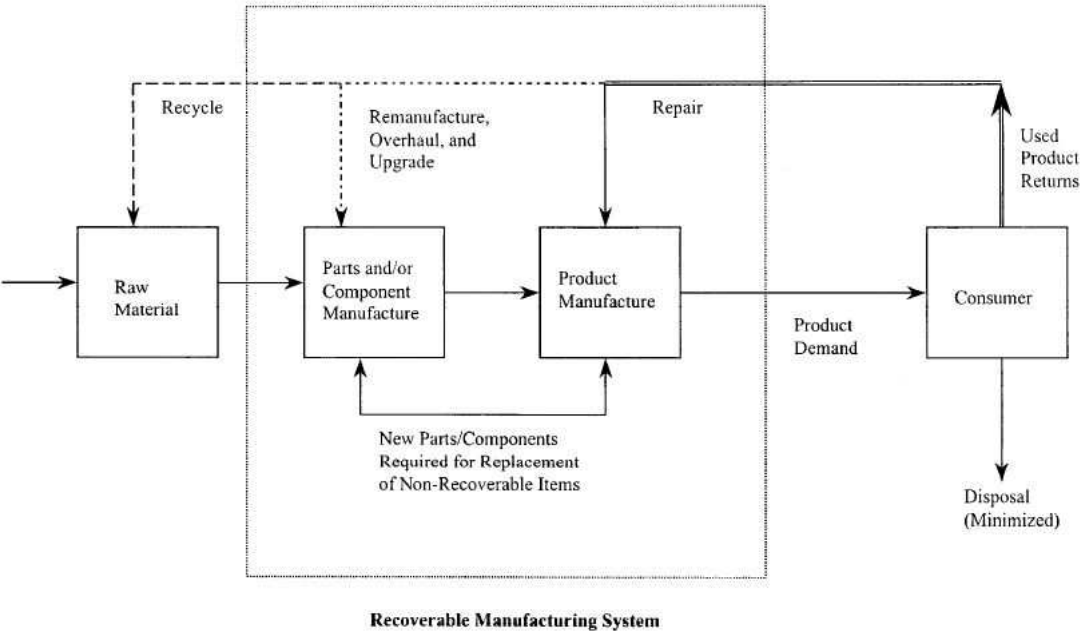 Recycle
Remanufacture,
Overhaul, and
Upgrade
Repair
Used
Product
Returns
Raw
Material
Parts and/or
Component
Manufacture
Product
Manufacture
Product
Demand
Consumer
New Parts/Components
Required for Replacement
of Non-Recoverable Items
Disposal
(Minimized)
Recoverable Manufacturing System